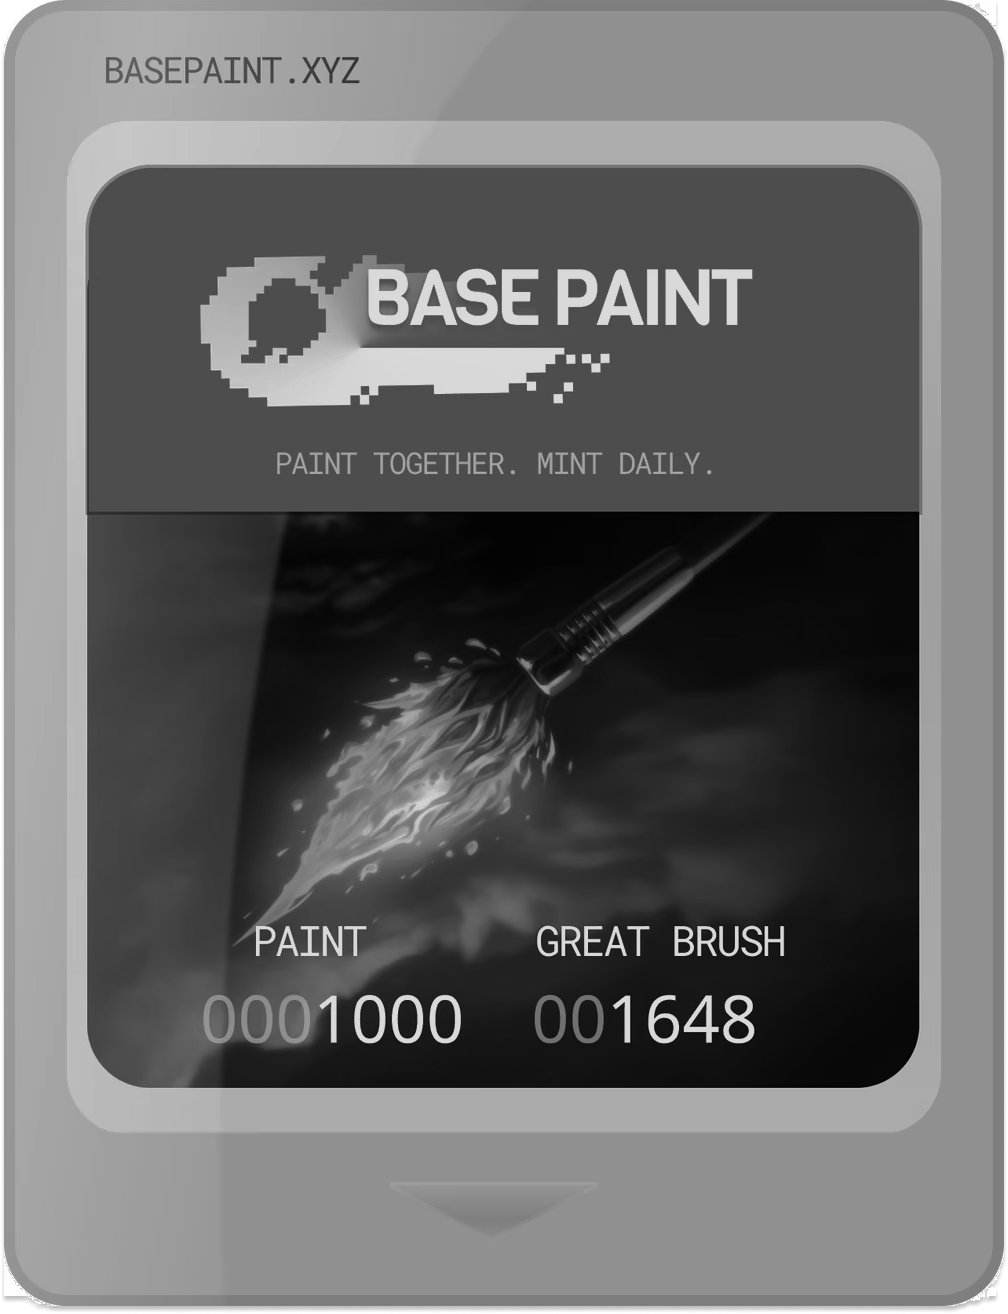 BASEPAINT.XYZ
BASE PAINT
PAINT TOGETHER. MINT DAILY.
PAINT GREAT BRUSH
0001000 001648